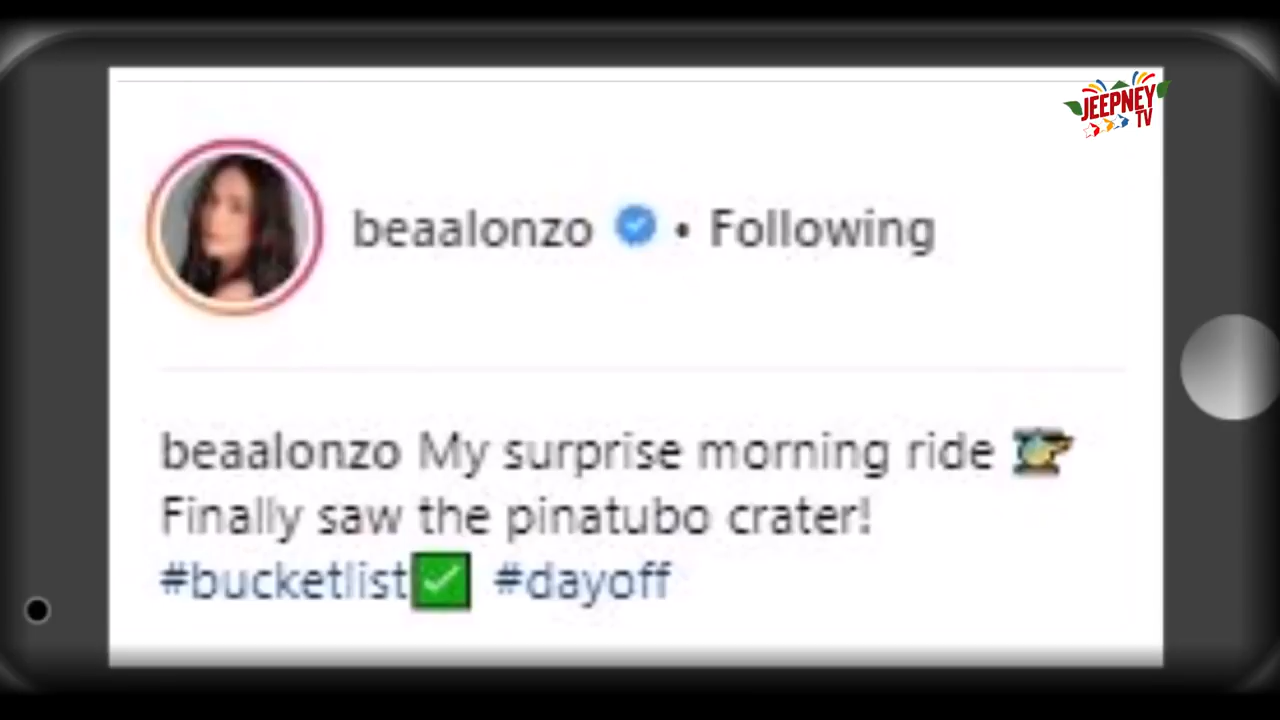 JEEPNEY
TV
beaalonzo • Following
beaalonzo My surprise morning ride 🚁
Finally saw the pinatubo crater!
#bucketlist✅ #dayoff